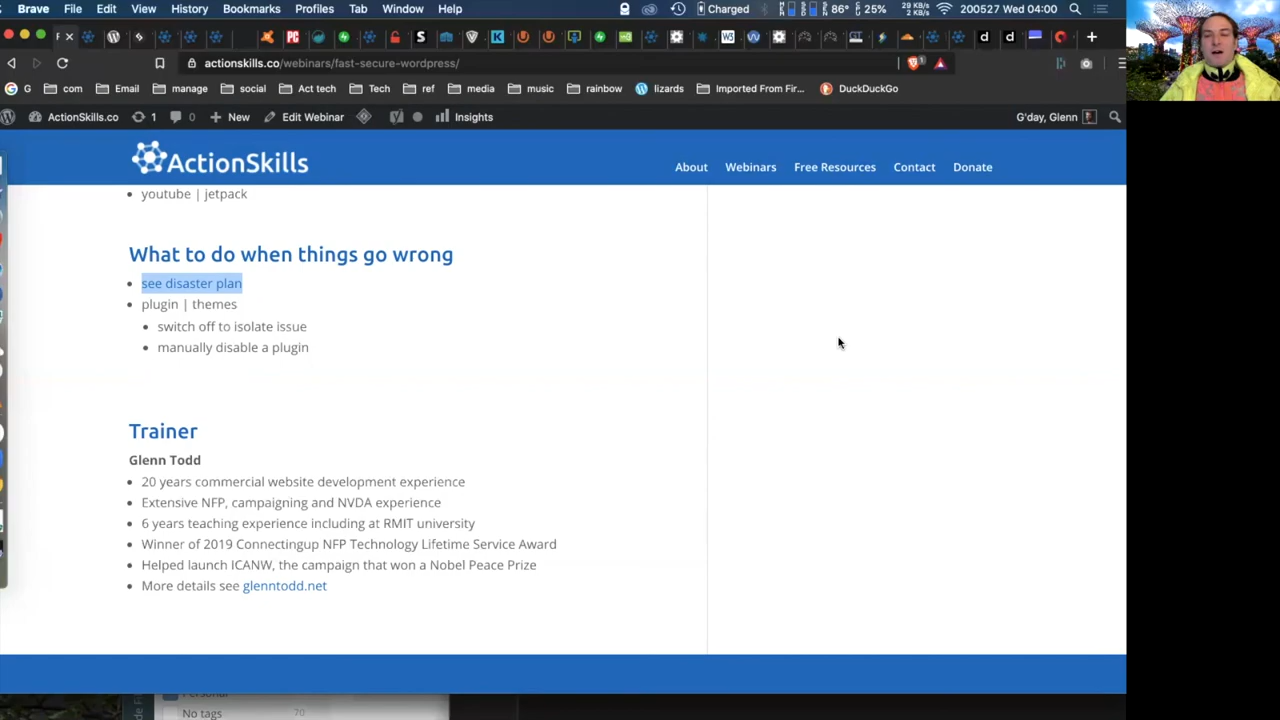 Brave File Edit View History Bookmarks Profiles Tab Window Help Charged 86° 25% 29 KB/s 2 KB/s 200527 Wed 04:00
actionskills.co/webinars/fast-secure-wordpress/
G com Email manage social Act tech Tech ref media music rainbow lizards Imported From Fir... DuckDuckGo
ActionSkills.co 1 0 New Edit Webinar Insights G'day, Glenn
ActionSkills
About Webinars Free Resources Contact Donate
youtube | jetpack
What to do when things go wrong
see disaster plan
plugin | themes
switch off to isolate issue
manually disable a plugin
Trainer
Glenn Todd
20 years commercial website development experience
Extensive NFP, campaigning and NVDA experience
6 years teaching experience including at RMIT university
Winner of 2019 Connectingup NFP Technology Lifetime Service Award
Helped launch ICANW, the campaign that won a Nobel Peace Prize
More details see glenntodd.net
No tags 70